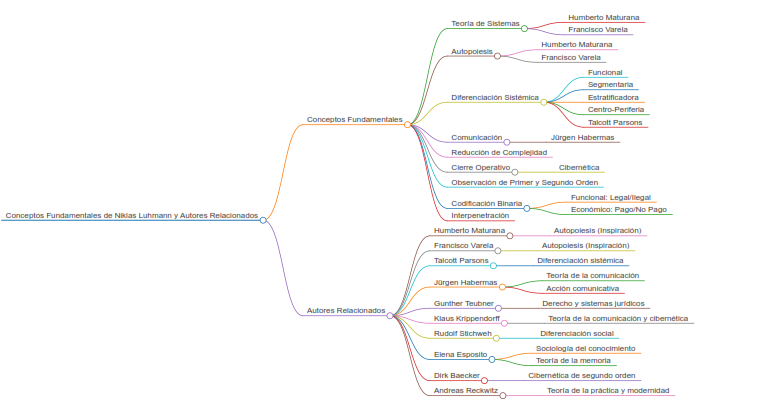 Conceptos Fundamentales de Niklas Luhmann y Autores Relacionados
Conceptos Fundamentales
Teoría de Sistemas
Humberto Maturana
Francisco Varela
Autopoiesis
Humberto Maturana
Francisco Varela
Diferenciación Sistémica
Funcional
Segmentaria
Estratificadora
Centro-Periferia
Talcott Parsons
Comunicación
Jürgen Habermas
Reducción de Complejidad
Cierre Operativo
Cibernética
Observación de Primer y Segundo Orden
Codificación Binaria
Funcional: Legal/Ilegal
Económico: Pago/No Pago
Interpenetración
Autores Relacionados
Humberto Maturana
Autopoiesis (Inspiración)
Francisco Varela
Autopoiesis (Inspiración)
Talcott Parsons
Diferenciación sistémica
Jürgen Habermas
Teoría de la comunicación
Acción comunicativa
Gunther Teubner
Derecho y sistemas jurídicos
Klaus Krippendorff
Teoría de la comunicación y cibernética
Rudolf Stichweh
Diferenciación social
Elena Esposito
Sociología del conocimiento
Teoría de la memoria
Dirk Baecker
Cibernética de segundo orden
Andreas Reckwitz
Teoría de la práctica y modernidad